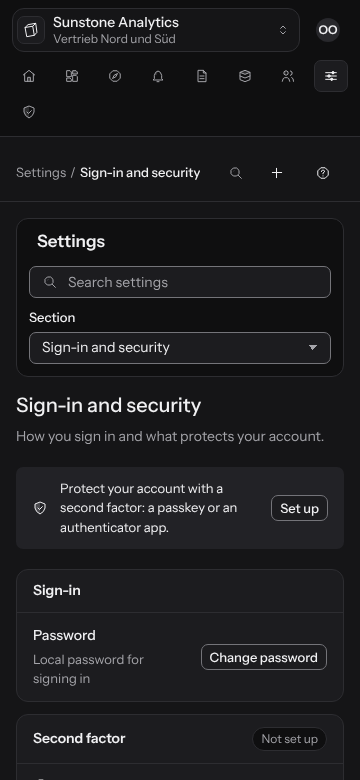 Sunstone Analytics
Vertrieb Nord und Süd
OO
Settings / Sign-in and security
Settings
Search settings
Section
Sign-in and security
Sign-in and security
How you sign in and what protects your account.
Protect your account with a
second factor: a passkey or an
authenticator app.
Set up
Sign-in
Password
Local password for
signing in
Change password
Second factor
Not set up